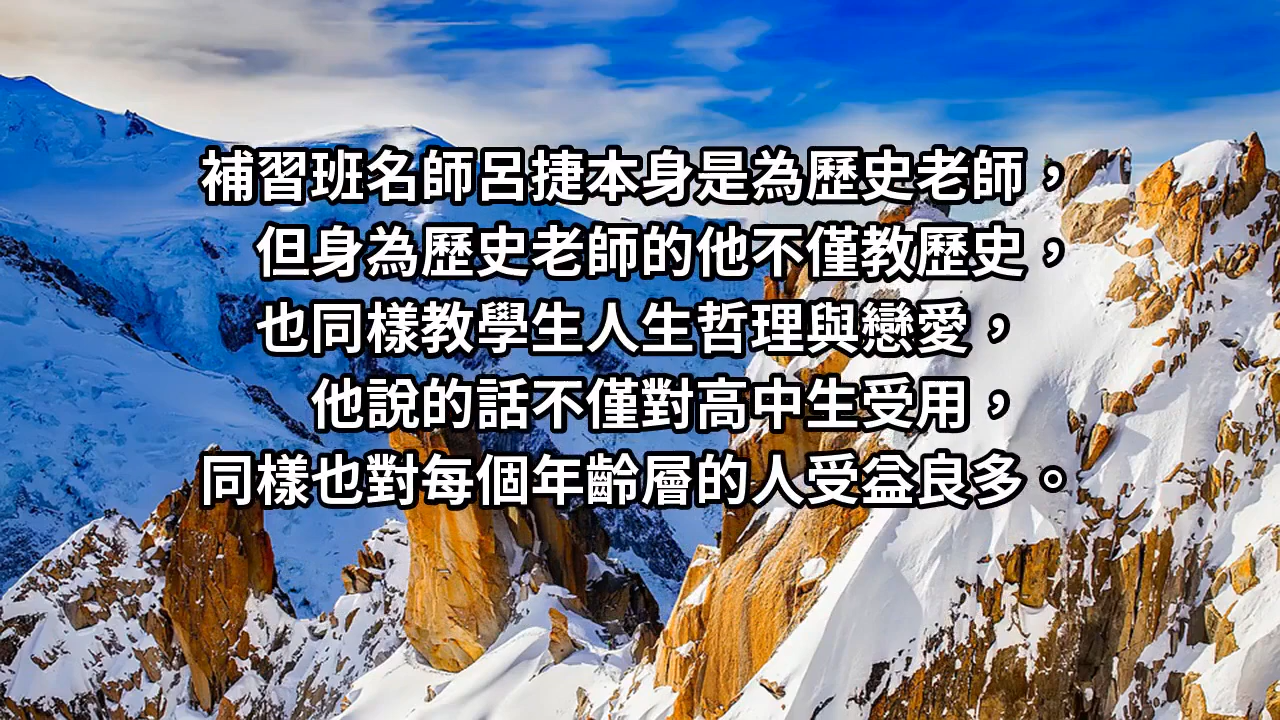 補習班名師呂捷本身是為歷史老師，
但身為歷史老師的他不僅教歷史，
也同樣教學生人生哲理與戀愛，
他說的話不僅對高中生受用，
同樣也對每個年齡層的人受益良多。